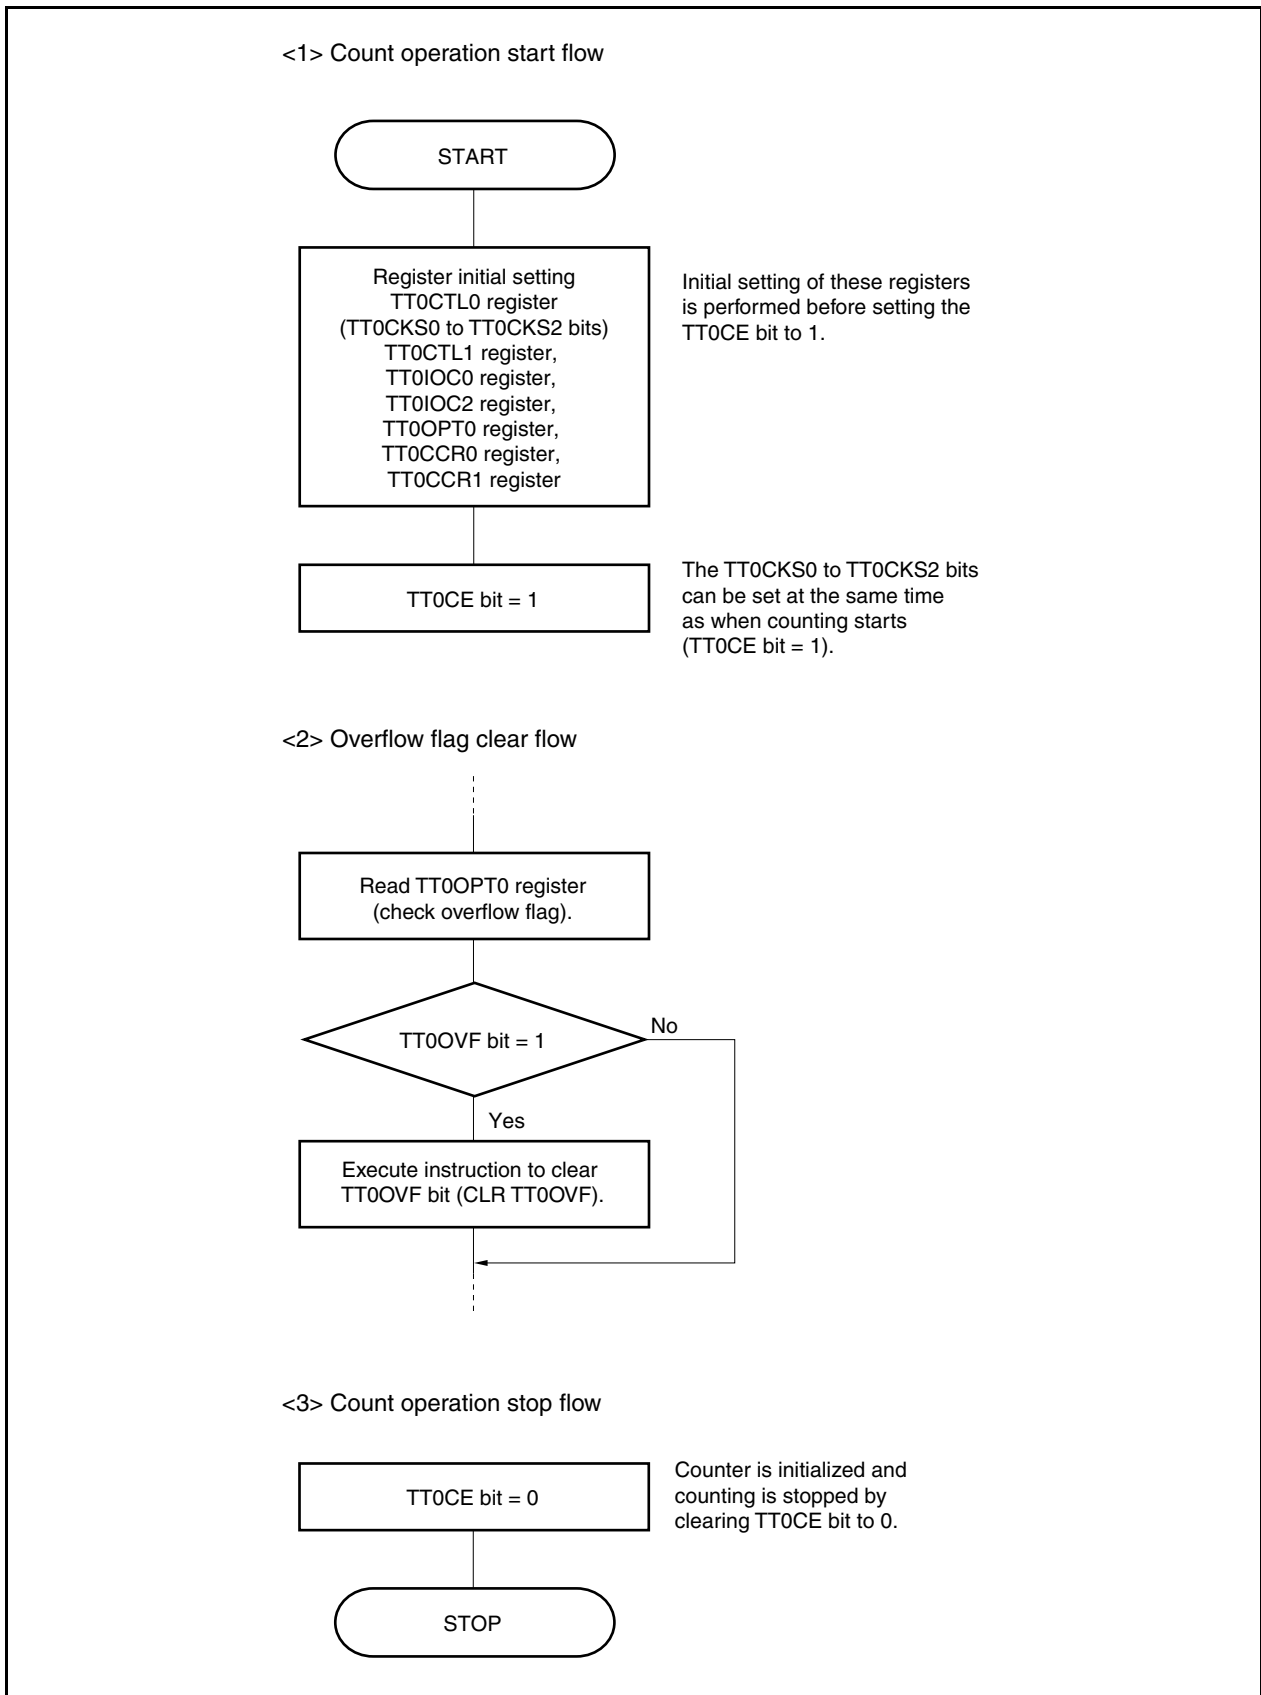 <1> Count operation start flow
START
Register initial setting
TT0CTL0 register
(TT0CKS0 to TT0CKS2 bits)
TT0CTL1 register,
TT0IOC0 register,
TT0IOC2 register,
TT0OPT0 register,
TT0CCR0 register,
TT0CCR1 register
Initial setting of these registers
is performed before setting the
TT0CE bit to 1.
TT0CE bit = 1
The TT0CKS0 to TT0CKS2 bits
can be set at the same time
as when counting starts
(TT0CE bit = 1).
<2> Overflow flag clear flow
Read TT0OPT0 register
(check overflow flag).
TT0OVF bit = 1
No
Yes
Execute instruction to clear
TT0OVF bit (CLR TT0OVF).
<3> Count operation stop flow
TT0CE bit = 0
Counter is initialized and
counting is stopped by
clearing TT0CE bit to 0.
STOP